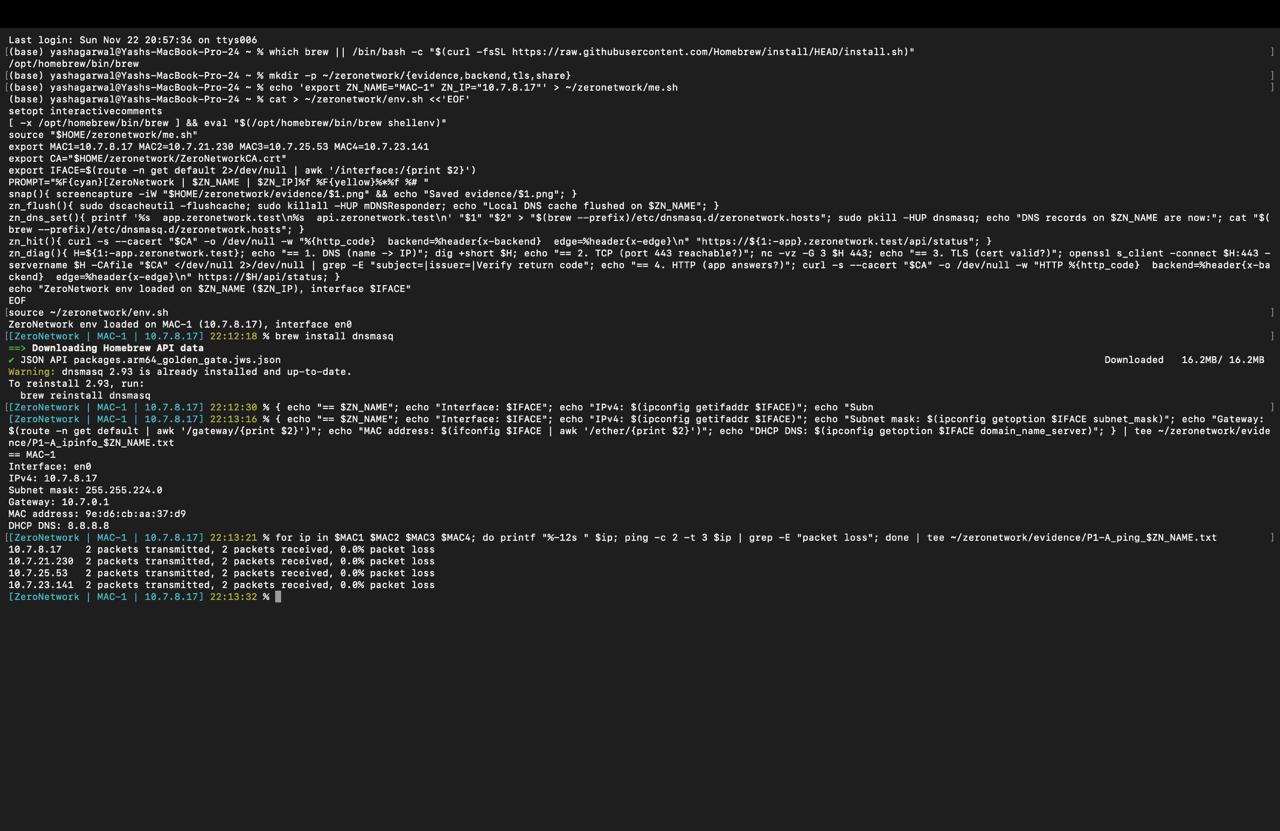 Last login: Sun Nov 22 20:57:36 on ttys006
[(base) yashagarwal@Yashs-MacBook-Pro-24 ~ % which brew || /bin/bash -c "$(curl -fsSL https://raw.githubusercontent.com/Homebrew/install/HEAD/install.sh)" ]
/opt/homebrew/bin/brew
[(base) yashagarwal@Yashs-MacBook-Pro-24 ~ % mkdir -p ~/zeronetwork/{evidence,backend,tls,share} ]
[(base) yashagarwal@Yashs-MacBook-Pro-24 ~ % echo 'export ZN_NAME="MAC-1" ZN_IP="10.7.8.17"' > ~/zeronetwork/me.sh ]
(base) yashagarwal@Yashs-MacBook-Pro-24 ~ % cat > ~/zeronetwork/env.sh <<'EOF'
setopt interactivecomments
[ -x /opt/homebrew/bin/brew ] && eval "$(/opt/homebrew/bin/brew shellenv)"
source "$HOME/zeronetwork/me.sh"
export MAC1=10.7.8.17 MAC2=10.7.21.230 MAC3=10.7.25.53 MAC4=10.7.23.141
export CA="$HOME/zeronetwork/ZeroNetworkCA.crt"
export IFACE=$(route -n get default 2>/dev/null | awk '/interface:/{print $2}')
PROMPT="%F{cyan}[ZeroNetwork | $ZN_NAME | $ZN_IP]%f %F{yellow}%*%f %# "
snap(){ screencapture -iW "$HOME/zeronetwork/evidence/$1.png" && echo "Saved evidence/$1.png"; }
zn_flush(){ sudo dscacheutil -flushcache; sudo killall -HUP mDNSResponder; echo "Local DNS cache flushed on $ZN_NAME"; }
zn_dns_set(){ printf '%s  app.zeronetwork.test\n%s  api.zeronetwork.test\n' "$1" "$2" > "$(brew --prefix)/etc/dnsmasq.d/zeronetwork.hosts"; sudo pkill -HUP dnsmasq; echo "DNS records on $ZN_NAME are now:"; cat "$(
brew --prefix)/etc/dnsmasq.d/zeronetwork.hosts"; }
zn_hit(){ curl -s --cacert "$CA" -o /dev/null -w "%{http_code}  backend=%header{x-backend}  edge=%header{x-edge}\n" "https://${1:-app}.zeronetwork.test/api/status"; }
zn_diag(){ H=${1:-app.zeronetwork.test}; echo "== 1. DNS (name -> IP)"; dig +short $H; echo "== 2. TCP (port 443 reachable?)"; nc -vz -G 3 $H 443; echo "== 3. TLS (cert valid?)"; openssl s_client -connect $H:443 -
servername $H -CAfile "$CA" </dev/null 2>/dev/null | grep -E "subject=|issuer=|Verify return code"; echo "== 4. HTTP (app answers?)"; curl -s --cacert "$CA" -o /dev/null -w "HTTP %{http_code}  backend=%header{x-ba
ckend}  edge=%header{x-edge}\n" https://$H/api/status; }
echo "ZeroNetwork env loaded on $ZN_NAME ($ZN_IP), interface $IFACE"
EOF
[source ~/zeronetwork/env.sh ]
ZeroNetwork env loaded on MAC-1 (10.7.8.17), interface en0
[[ZeroNetwork | MAC-1 | 10.7.8.17] 22:12:18 % brew install dnsmasq ]
==> Downloading Homebrew API data
✔ JSON API packages.arm64_golden_gate.jws.json Downloaded 16.2MB/ 16.2MB
Warning: dnsmasq 2.93 is already installed and up-to-date.
To reinstall 2.93, run:
  brew reinstall dnsmasq
[[ZeroNetwork | MAC-1 | 10.7.8.17] 22:12:30 % { echo "== $ZN_NAME"; echo "Interface: $IFACE"; echo "IPv4: $(ipconfig getifaddr $IFACE)"; echo "Subn ]
[ZeroNetwork | MAC-1 | 10.7.8.17] 22:13:16 % { echo "== $ZN_NAME"; echo "Interface: $IFACE"; echo "IPv4: $(ipconfig getifaddr $IFACE)"; echo "Subnet mask: $(ipconfig getoption $IFACE subnet_mask)"; echo "Gateway:
$(route -n get default | awk '/gateway/{print $2}')"; echo "MAC address: $(ifconfig $IFACE | awk '/ether/{print $2}')"; echo "DHCP DNS: $(ipconfig getoption $IFACE domain_name_server)"; } | tee ~/zeronetwork/evide
nce/P1-A_ipinfo_$ZN_NAME.txt
== MAC-1
Interface: en0
IPv4: 10.7.8.17
Subnet mask: 255.255.224.0
Gateway: 10.7.0.1
MAC address: 9e:d6:cb:aa:37:d9
DHCP DNS: 8.8.8.8
[[ZeroNetwork | MAC-1 | 10.7.8.17] 22:13:21 % for ip in $MAC1 $MAC2 $MAC3 $MAC4; do printf "%-12s " $ip; ping -c 2 -t 3 $ip | grep -E "packet loss"; done | tee ~/zeronetwork/evidence/P1-A_ping_$ZN_NAME.txt ]
10.7.8.17    2 packets transmitted, 2 packets received, 0.0% packet loss
10.7.21.230  2 packets transmitted, 2 packets received, 0.0% packet loss
10.7.25.53   2 packets transmitted, 2 packets received, 0.0% packet loss
10.7.23.141  2 packets transmitted, 2 packets received, 0.0% packet loss
[ZeroNetwork | MAC-1 | 10.7.8.17] 22:13:32 %